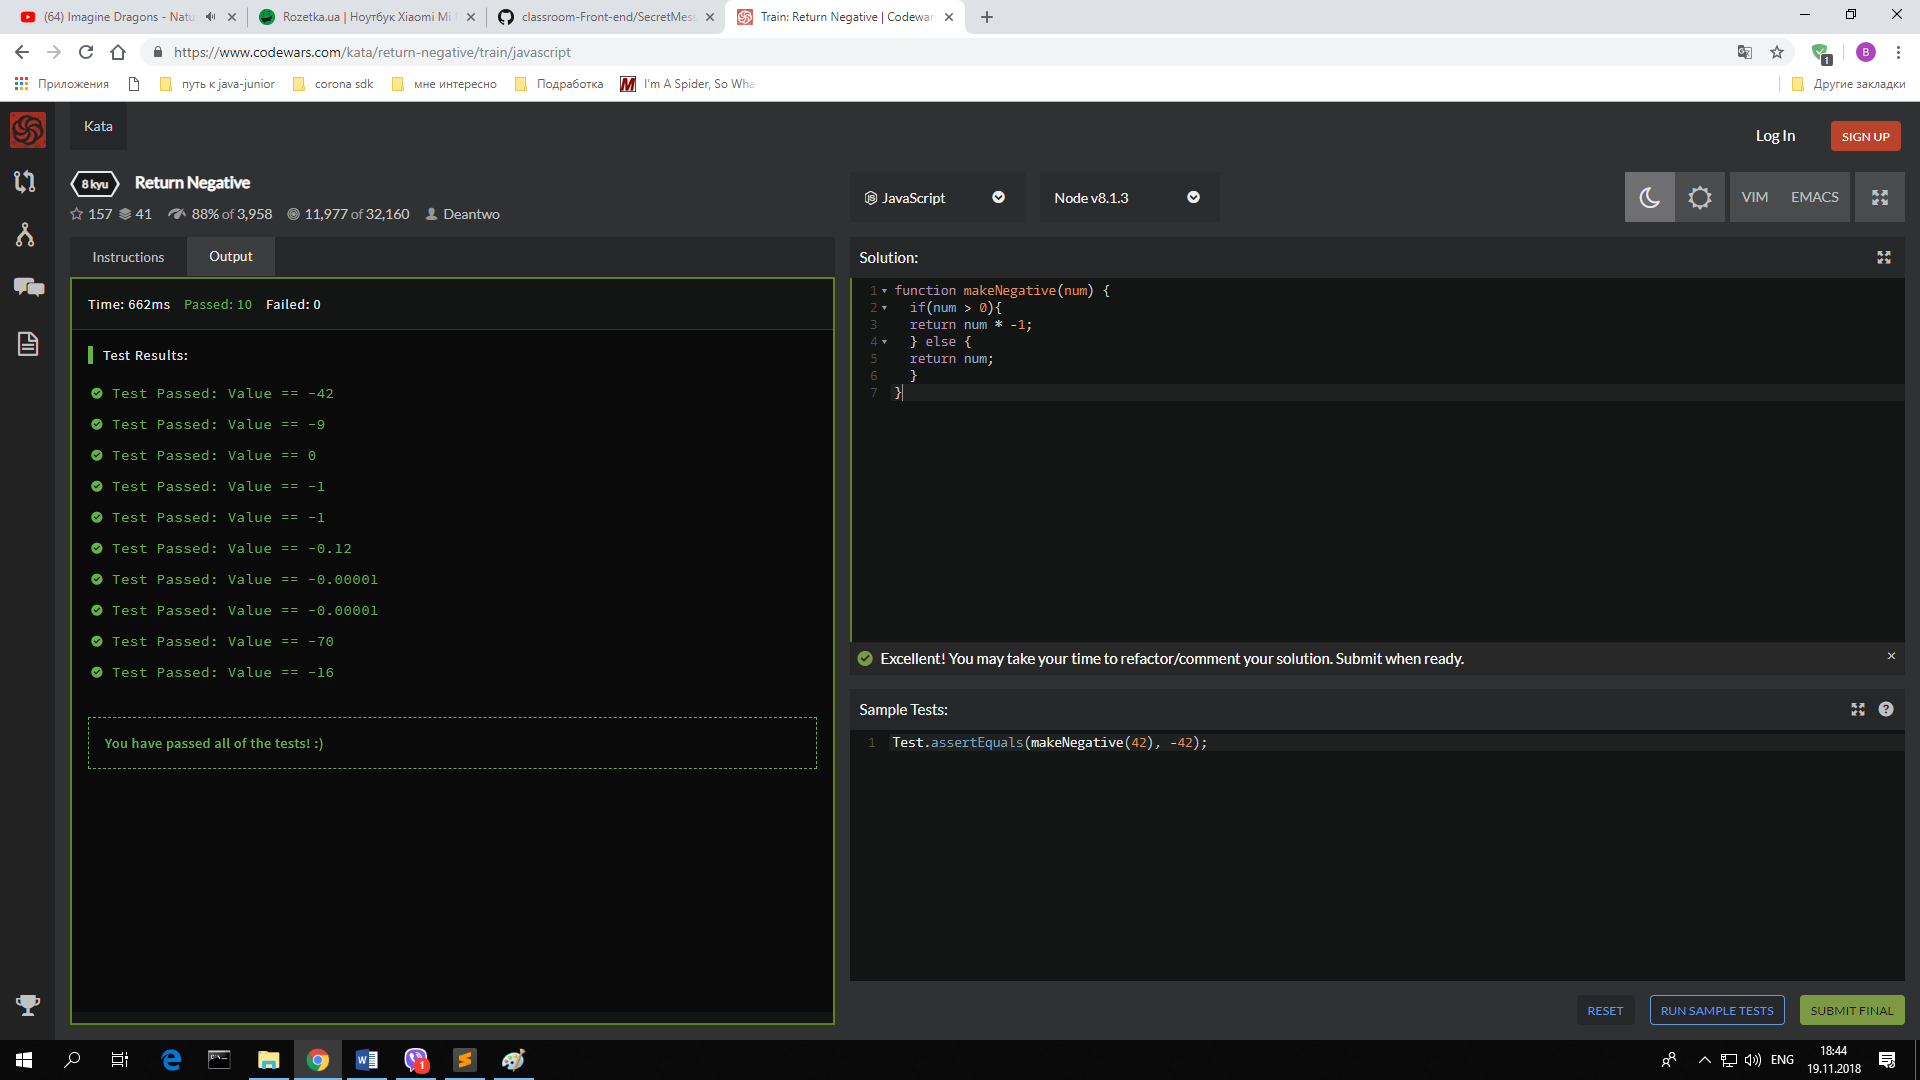 (64) Imagine Dragons - Natu
Rozetka.ua | Ноутбук Xiaomi Mi
classroom-Front-end/SecretMess
Train: Return Negative | Codewar
https://www.codewars.com/kata/return-negative/train/javascript
1
B
Приложения
путь к java-junior
corona sdk
мне интересно
Подработка
I'm A Spider, So Wha
Другие закладки
Kata
Log In
SIGN UP
8 kyu
Return Negative
157 41 88% of 3,958 11,977 of 32,160 Deantwo
JavaScript
Node v8.1.3
VIM
EMACS
Instructions
Output
Time: 662ms Passed: 10 Failed: 0
Test Results:
Test Passed: Value == -42
Test Passed: Value == -9
Test Passed: Value == 0
Test Passed: Value == -1
Test Passed: Value == -1
Test Passed: Value == -0.12
Test Passed: Value == -0.00001
Test Passed: Value == -0.00001
Test Passed: Value == -70
Test Passed: Value == -16
You have passed all of the tests! :)
Solution:
1 function makeNegative(num) {
2 if(num > 0){
3 return num * -1;
4 } else {
5 return num;
6 }
7 }
Excellent! You may take your time to refactor/comment your solution. Submit when ready.
Sample Tests:
1 Test.assertEquals(makeNegative(42), -42);
RESET
RUN SAMPLE TESTS
SUBMIT FINAL
1
ENG
18:44
19.11.2018